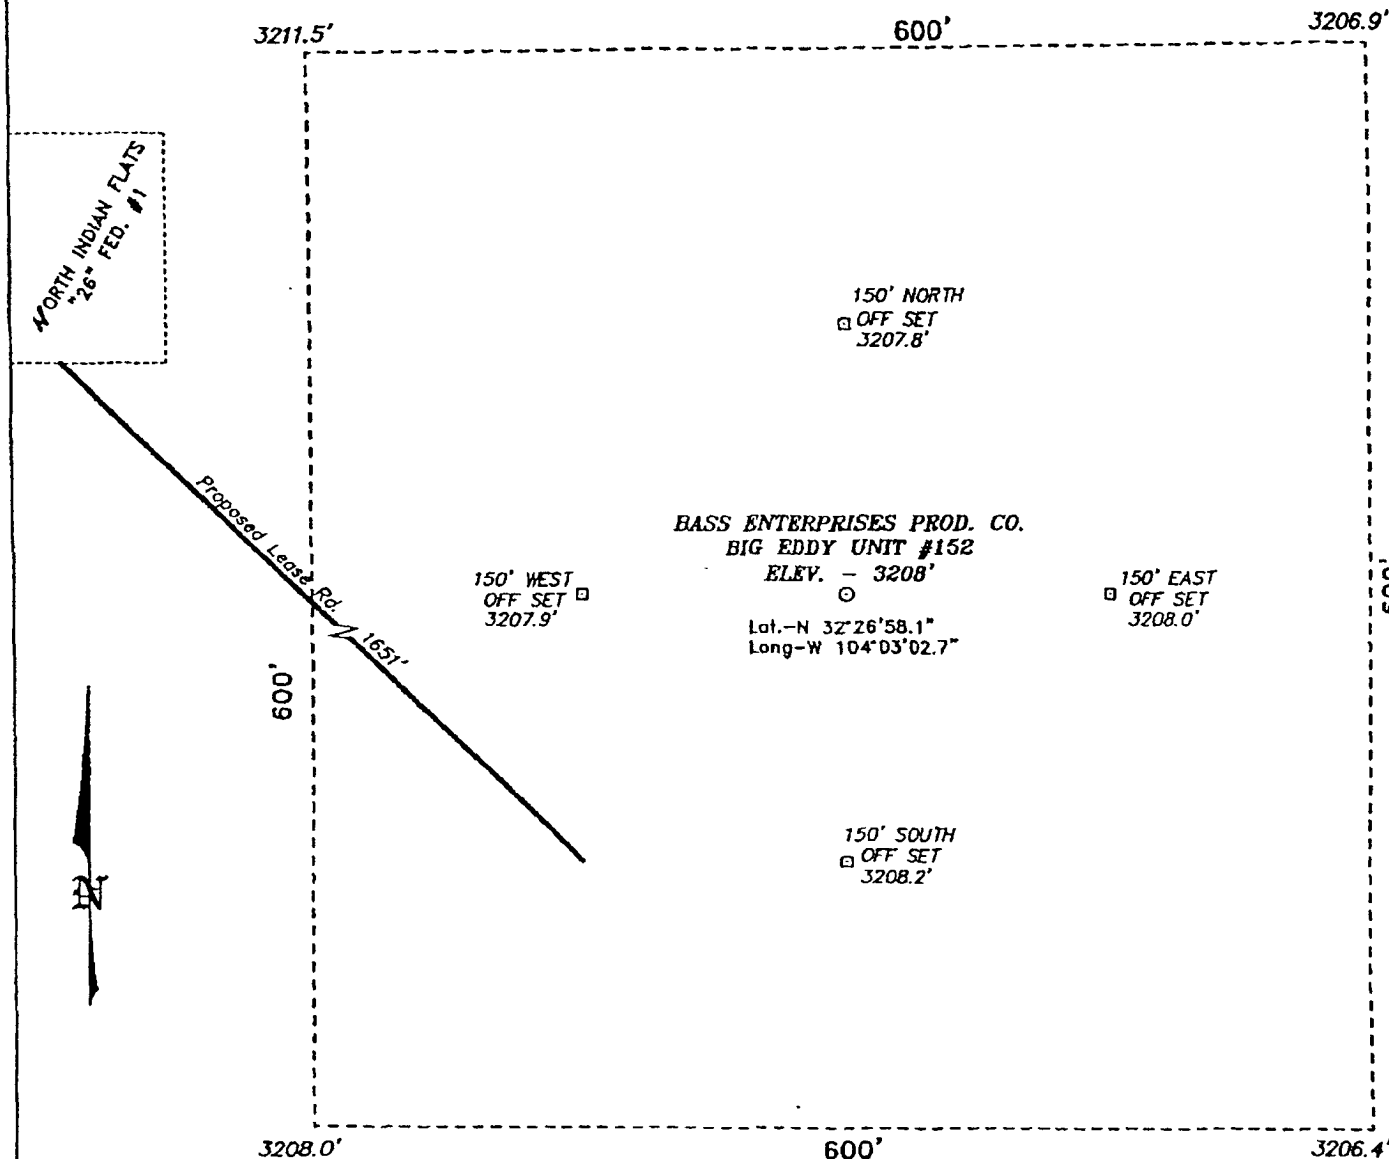 3211.5'
600'
3206.9'
NORTH INDIAN FLATS
"26" FED. #1
150' NORTH
OFF SET
3207.8'
Proposed Lease Rd.
1651'
BASS ENTERPRISES PROD. CO.
BIG EDDY UNIT #152
ELEV. - 3208'
Lat.-N 32°26'58.1"
Long-W 104°03'02.7"
150' WEST
OFF SET
3207.9'
150' EAST
OFF SET
3208.0'
600'
600'
N
150' SOUTH
OFF SET
3208.2'
3208.0'
600'
3206.4'